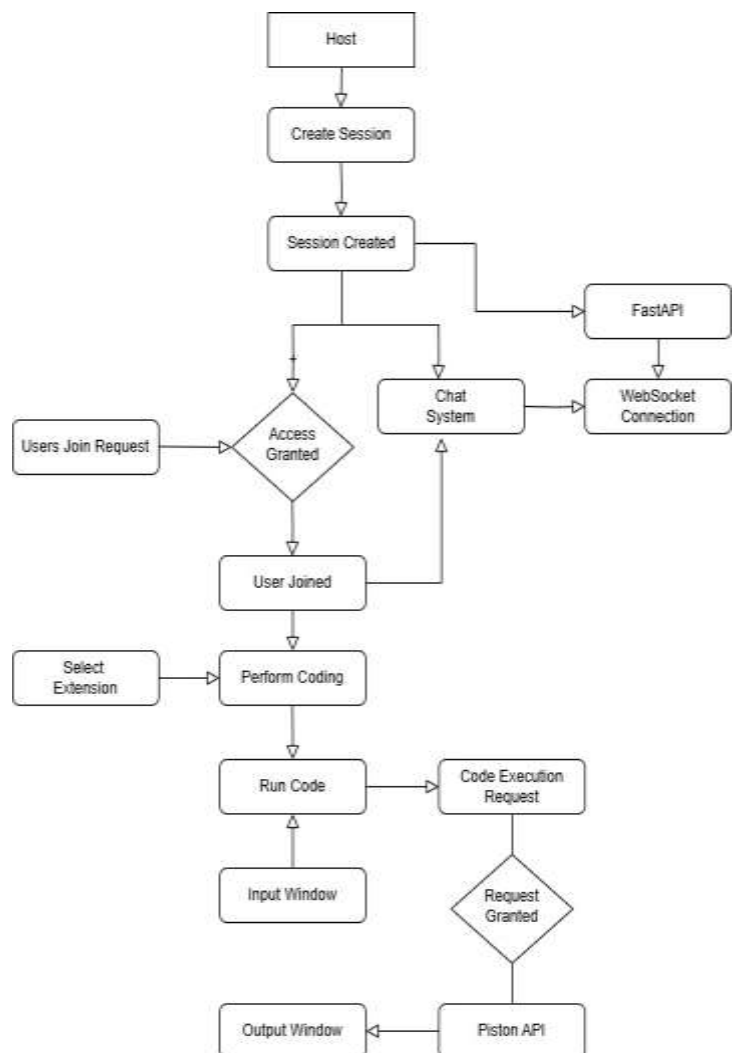 Host
Create Session
Session Created
FastAPI
Chat
System
WebSocket
Connection
Users Join Request
Access
Granted
User Joined
Select
Extension
Perform Coding
Run Code
Code Execution
Request
Input Window
Request
Granted
Output Window
Piston API